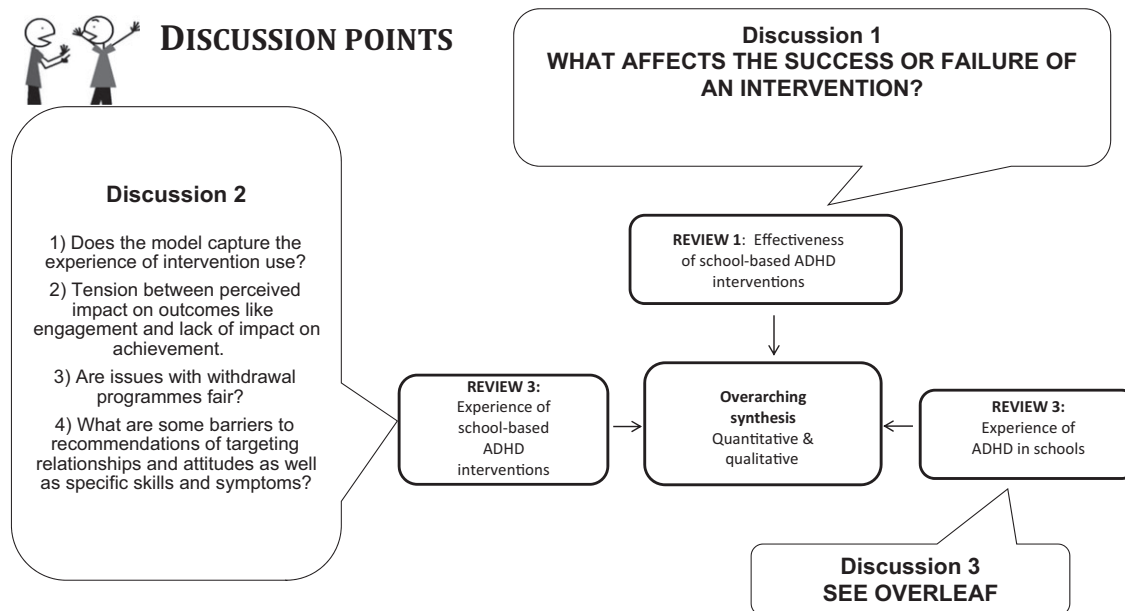 DISCUSSION POINTS
Discussion 1
WHAT AFFECTS THE SUCCESS OR FAILURE OF
AN INTERVENTION?
Discussion 2
1) Does the model capture the
experience of intervention use?
2) Tension between perceived
impact on outcomes like
engagement and lack of impact on
achievement.
3) Are issues with withdrawal
programmes fair?
4) What are some barriers to
recommendations of targeting
relationships and attitudes as well
as specific skills and symptoms?
REVIEW 1: Effectiveness
of school-based ADHD
interventions
REVIEW 3:
Experience of
school-based
ADHD
interventions
Overarching
synthesis
Quantitative &
qualitative
REVIEW 3:
Experience of
ADHD in schools
Discussion 3
SEE OVERLEAF